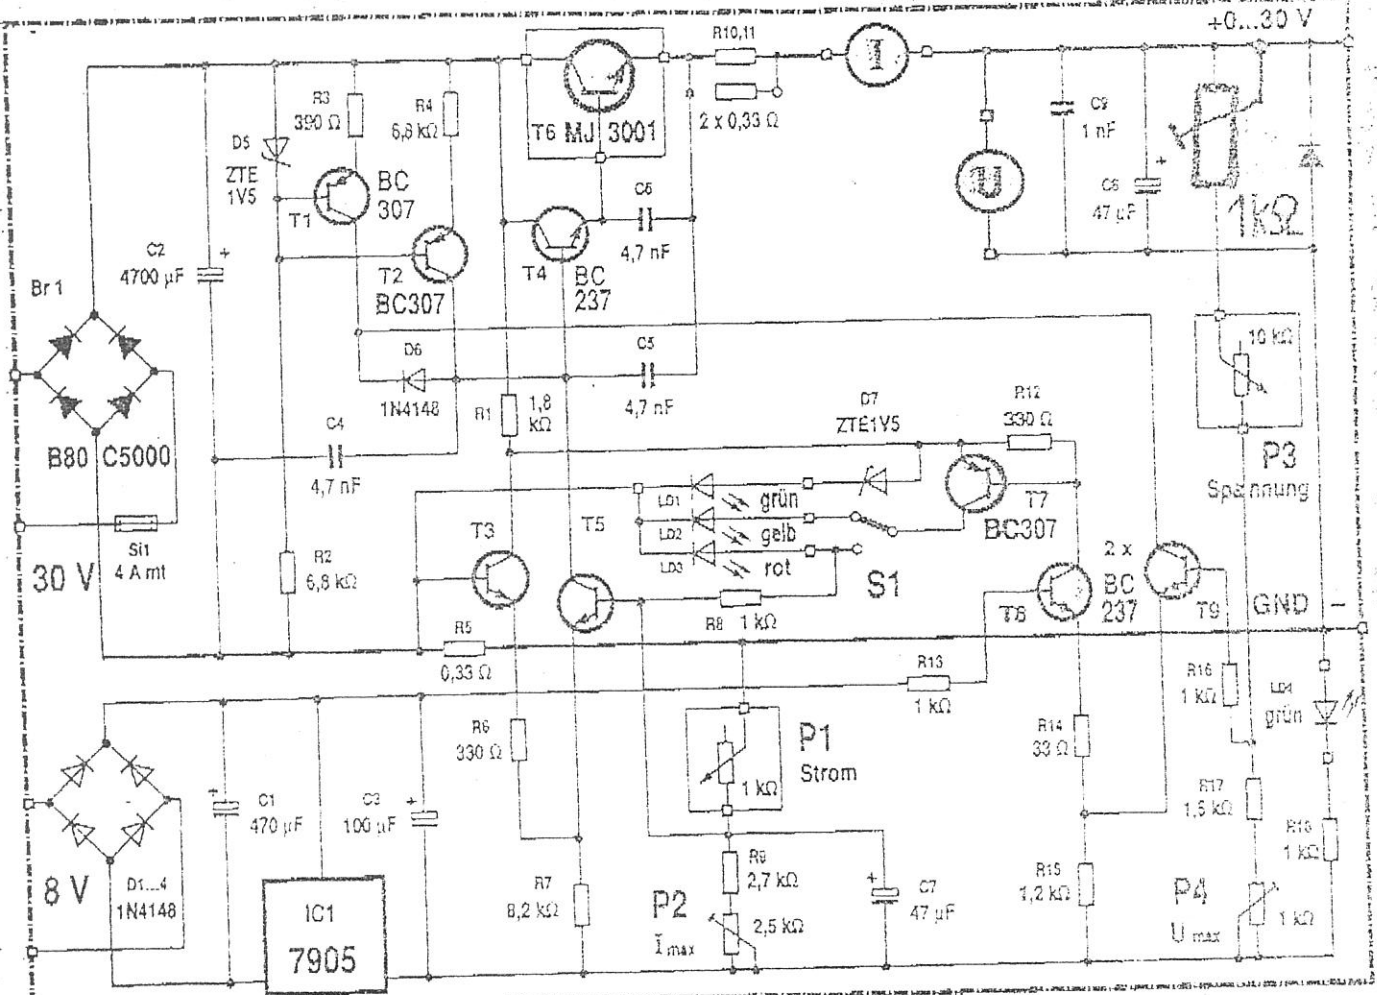 +0...30 V
R10,11
I
R3
390 Ω
R4
6,8 kΩ
T6 MJ 3001
2 x 0,33 Ω
C9
1 nF
D5
ZTE
1V5
BC
307
T1
C6
4,7 nF
U
47 µF
1kΩ
C2
4700 µF
+
T2
BC307
T4
BC
237
Br1
D6
1N4148
C5
4,7 nF
10 kΩ
R1
1,8
kΩ
D7
ZTE1V5
R12
330 Ω
B80 C5000
C4
4,7 nF
P3
Spannung
LD1
grün
LD2
gelb
LD3
rot
T7
BC307
T3
T5
S1
2 x
BC
237
T8
T9
Si1
4 A mt
30 V
R2
6,8 kΩ
R8
1 kΩ
GND
-
R5
0,33 Ω
R13
1 kΩ
R16
1 kΩ
LD4
grün
R6
330 Ω
P1
Strom
1 kΩ
R14
33 Ω
C1
470 µF
C3
100 µF
R17
1,5 kΩ
1 kΩ
8 V
D1...4
1N4148
IC1
7905
R7
8,2 kΩ
P2
I max
R9
2,7 kΩ
2,5 kΩ
C7
47 µF
R15
1,2 kΩ
P4
U max
1 kΩ